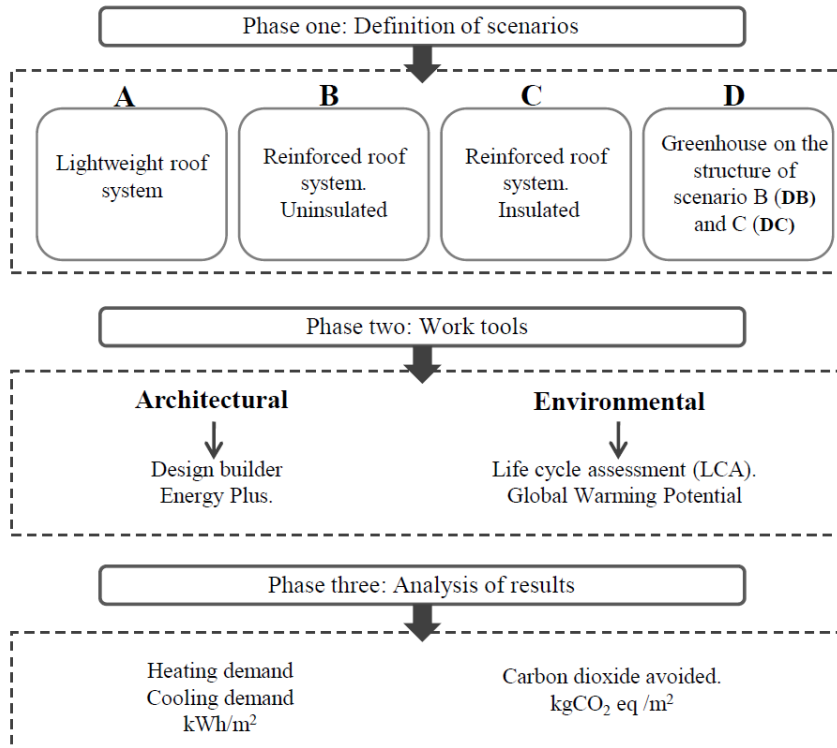 Phase one: Definition of scenarios
A
B
C
D
Lightweight roof
system
Reinforced roof
system.
Uninsulated
Reinforced roof
system.
Insulated
Greenhouse on the
structure of
scenario B (DB)
and C (DC)
Phase two: Work tools
Architectural
Environmental
Design builder
Energy Plus.
Life cycle assessment (LCA).
Global Warming Potential
Phase three: Analysis of results
Heating demand
Cooling demand
kWh/m²
Carbon dioxide avoided.
kgCO₂ eq /m²